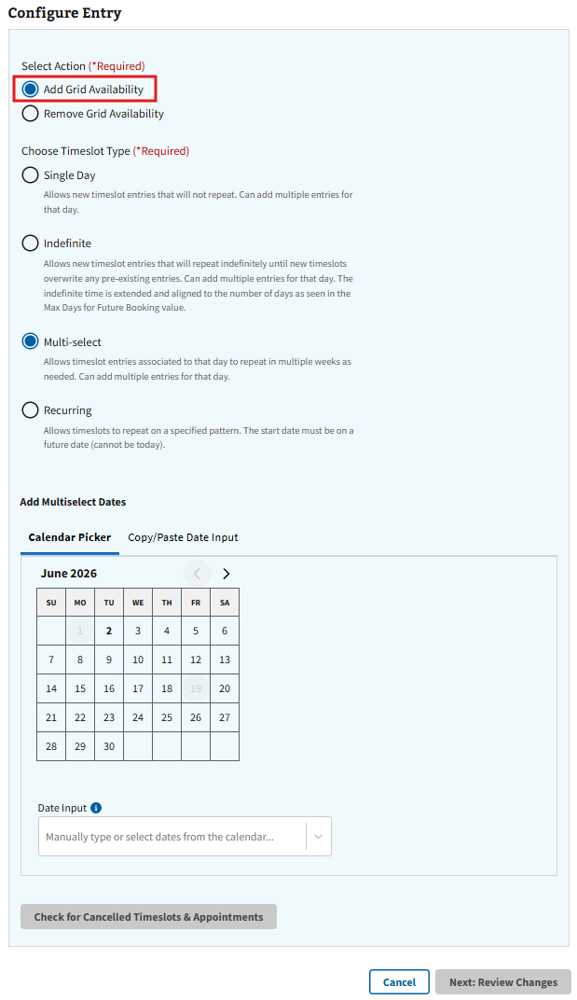 Configure Entry
Select Action (*Required)
Add Grid Availability
Remove Grid Availability
Choose Timeslot Type (*Required)
Single Day
Allows new timeslot entries that will not repeat. Can add multiple entries for
that day.
Indefinite
Allows new timeslot entries that will repeat indefinitely until new timeslots
overwrite any pre-existing entries. Can add multiple entries for that day. The
indefinite time is extended and aligned to the number of days as seen in the
Max Days for Future Booking value.
Multi-select
Allows timeslot entries associated to that day to repeat in multiple weeks as
needed. Can add multiple entries for that day.
Recurring
Allows timeslots to repeat on a specified pattern. The start date must be on a
future date (cannot be today).
Add Multiselect Dates
Calendar Picker Copy/Paste Date Input
June 2026
SU MO TU WE TH FR SA
1 2 3 4 5 6
7 8 9 10 11 12 13
14 15 16 17 18 19 20
21 22 23 24 25 26 27
28 29 30
Date Input
Manually type or select dates from the calendar...
Check for Cancelled Timeslots & Appointments
Cancel Next: Review Changes